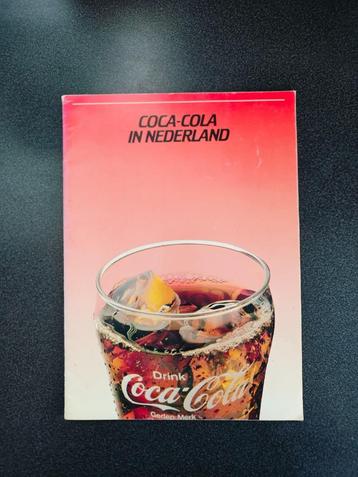 COCA-COLA
IN NEDERLAND
Drink
Coca-Cola
Gedep. Merk